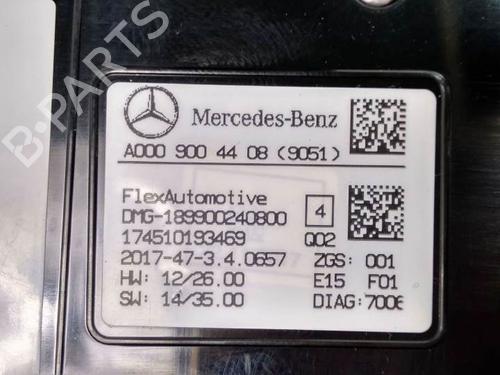 B-PARTS
Mercedes-Benz
A000 900 44 08 (9051)
FlexAutomotive
DMG-189900240800
4
174510193469
Q02
2017-47-3.4.0657
ZGS: 001
HW: 12/26.00
E15 F01
SW: 14/35.00
DIAG:7006